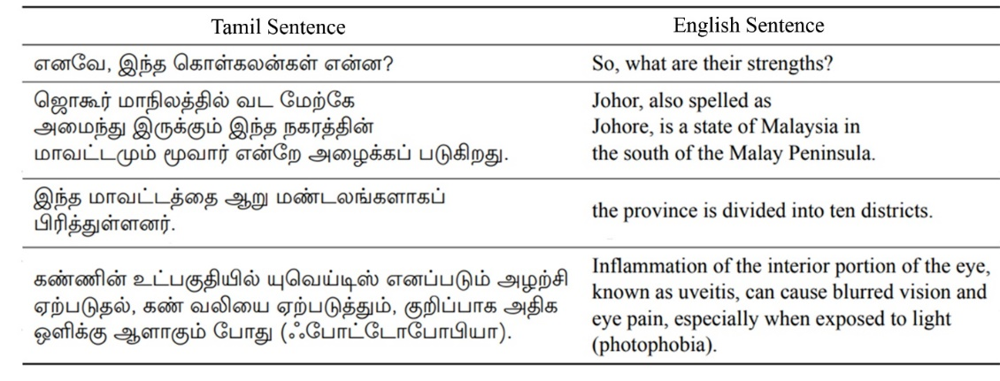 Tamil Sentence
English Sentence
எனவே, இந்த கொள்கலன்கள் என்ன?
So, what are their strengths?
ஜொகூர் மாநிலத்தில் வட மேற்கே
அமைந்து இருக்கும் இந்த நகரத்தின்
மாவட்டமும் மூவார் என்றே அழைக்கப் படுகிறது.
Johor, also spelled as
Johore, is a state of Malaysia in
the south of the Malay Peninsula.
இந்த மாவட்டத்தை ஆறு மண்டலங்களாகப்
பிரித்துள்ளனர்.
the province is divided into ten districts.
கண்ணின் உட்பகுதியில் யுவெய்டிஸ் எனப்படும் அழற்சி
ஏற்படுதல், கண் வலியை ஏற்படுத்தும், குறிப்பாக அதிக
ஒளிக்கு ஆளாகும் போது (ஃபோட்டோபோபியா).
Inflammation of the interior portion of the eye,
known as uveitis, can cause blurred vision and
eye pain, especially when exposed to light
(photophobia).